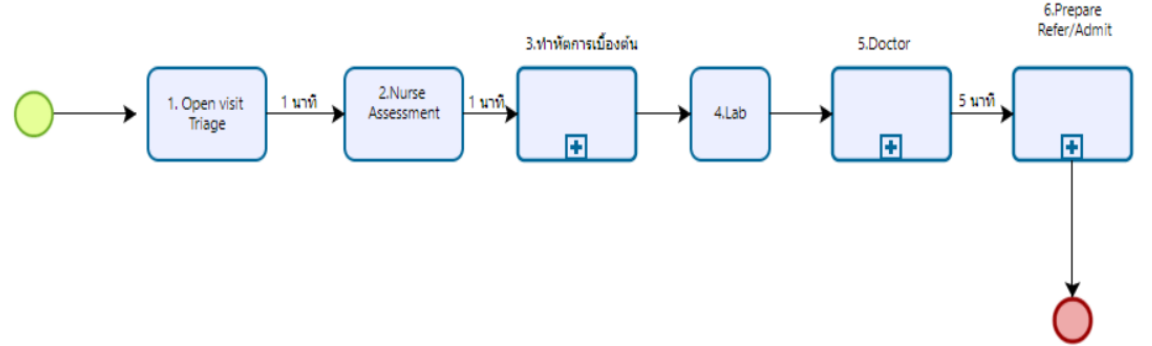 1. Open visit
Triage
1 นาที
2.Nurse
Assessment
1 นาที
3.ทำหัตการเบื้องต้น
4.Lab
5.Doctor
5 นาที
6.Prepare
Refer/Admit